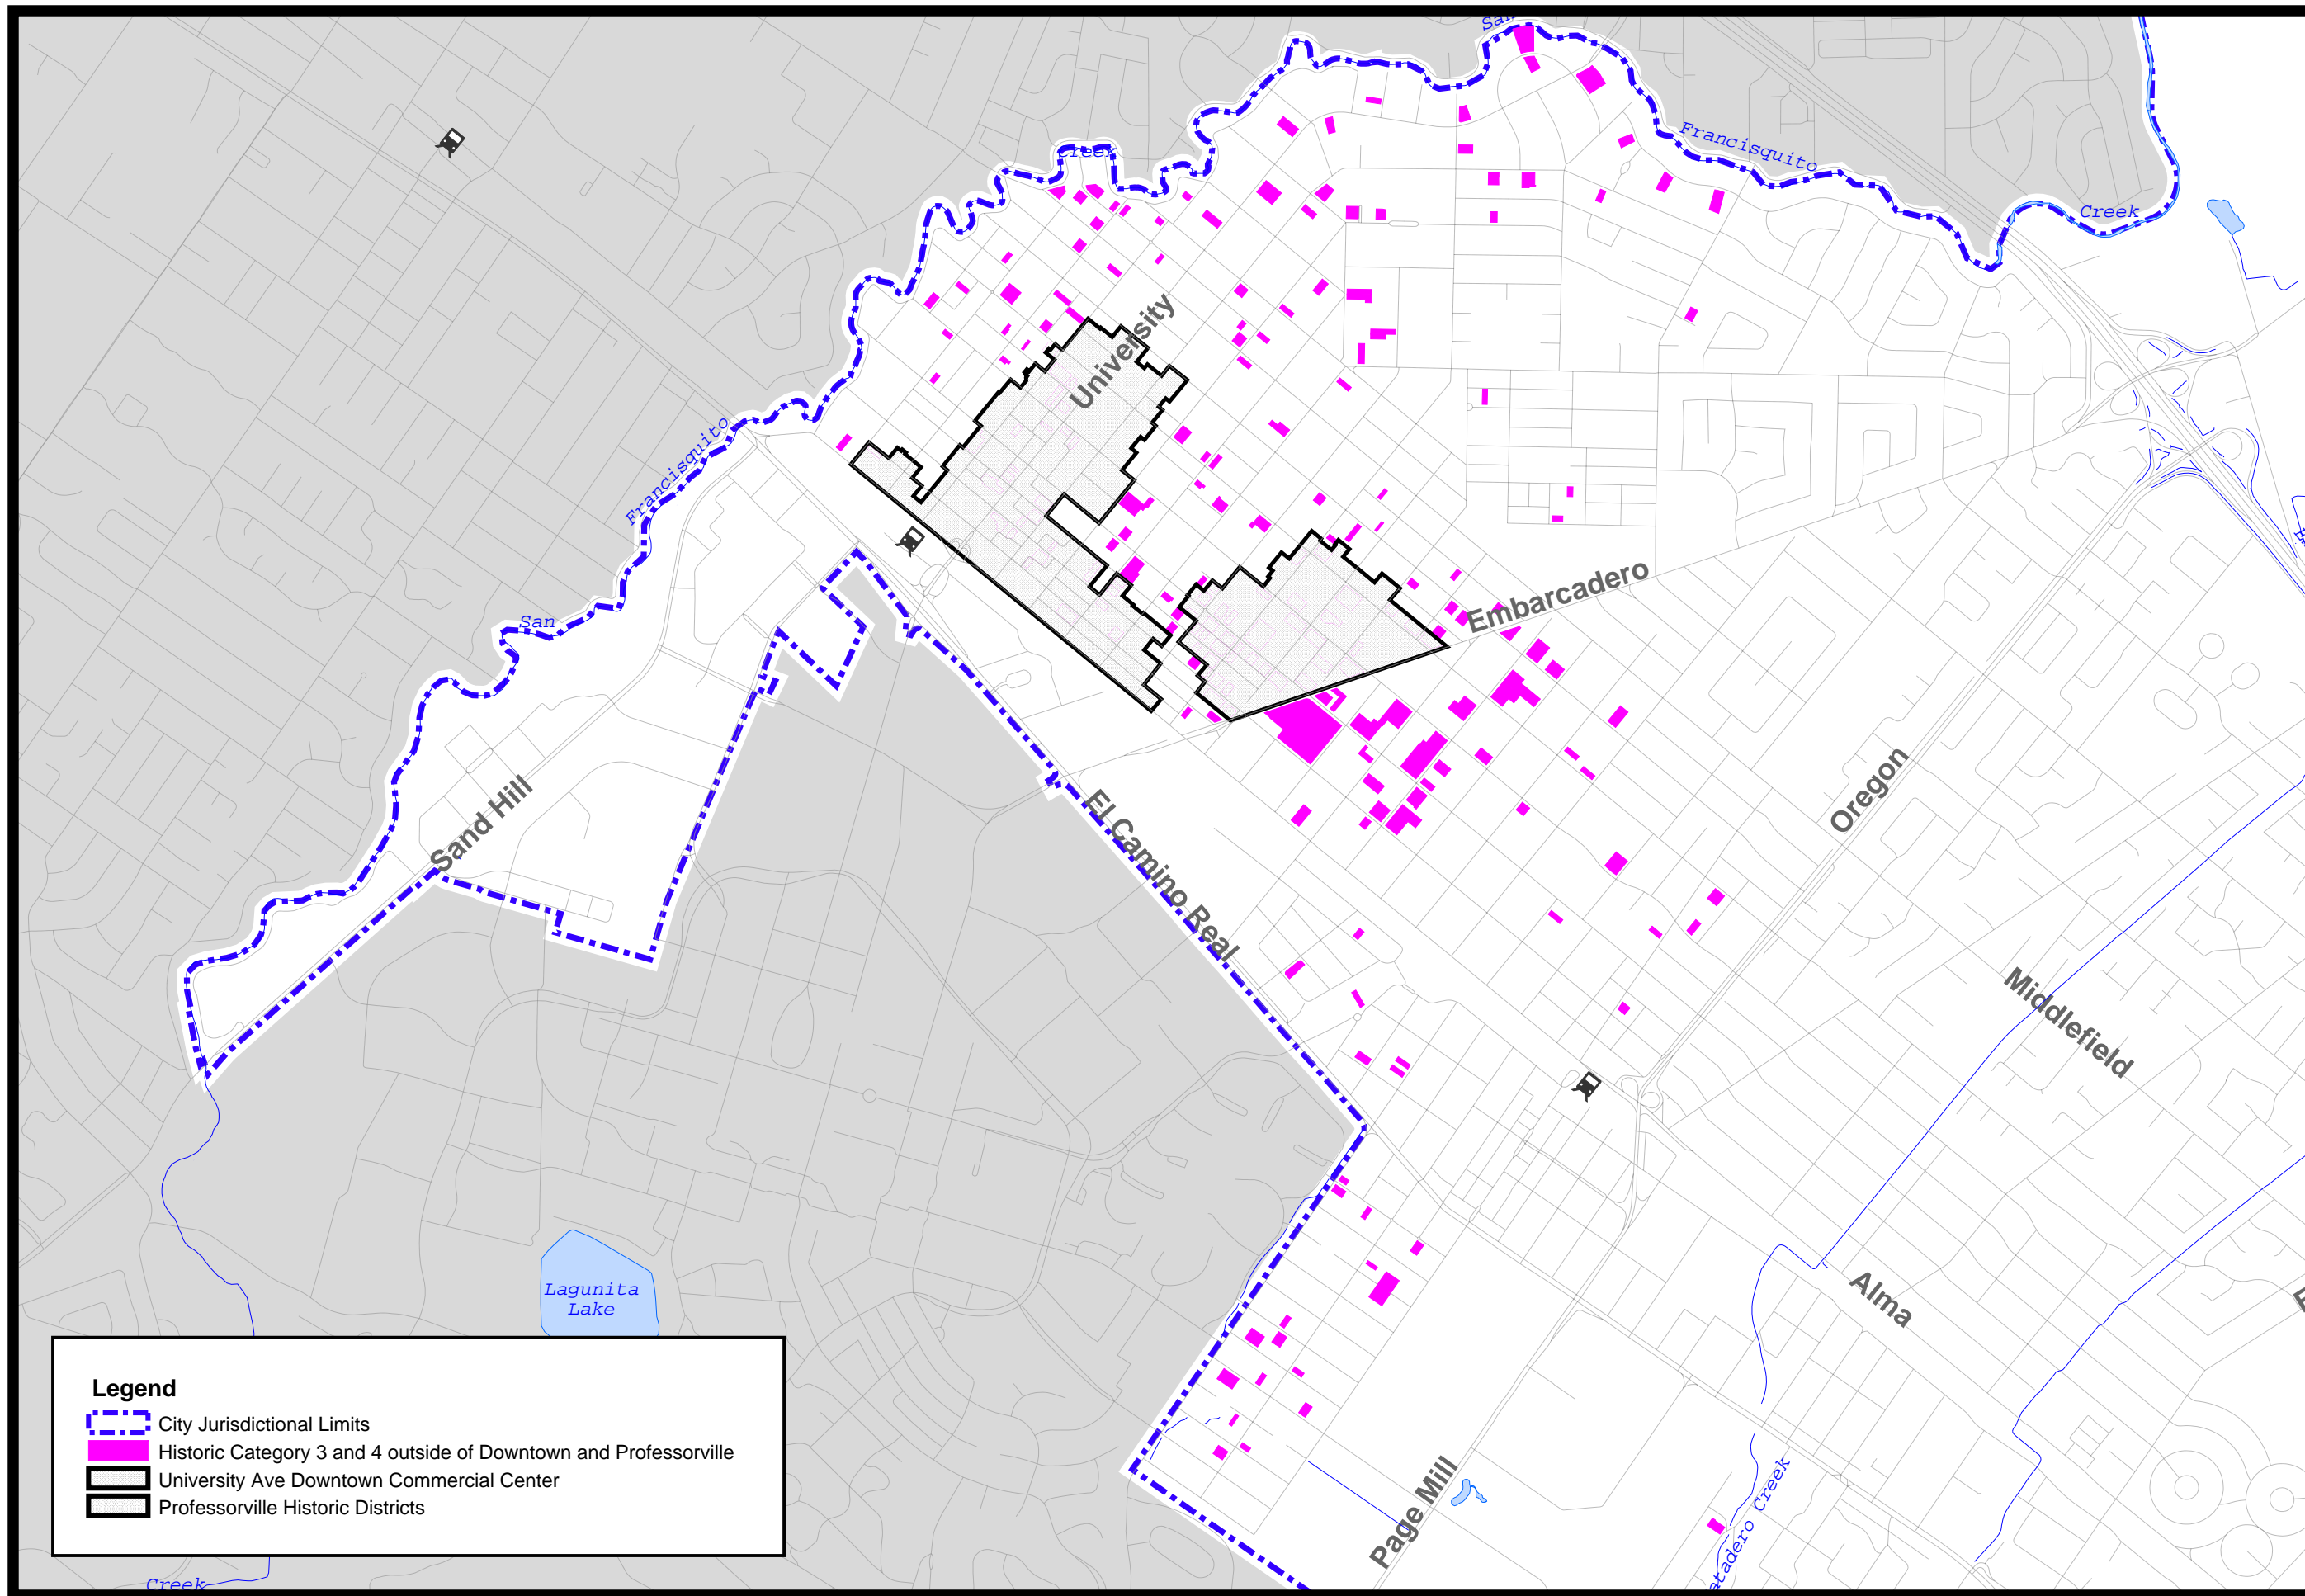 San
Creek
Francisquito
Creek
University
Francisquito
Embarcadero
San
Sand Hill
El Camino Real
Oregon
Middlefield
Lagunita
Lake
Alma
Page Mill
Creek
Legend
City Jurisdictional Limits
Historic Category 3 and 4 outside of Downtown and Professorville
University Ave Downtown Commercial Center
Professorville Historic Districts
Creek